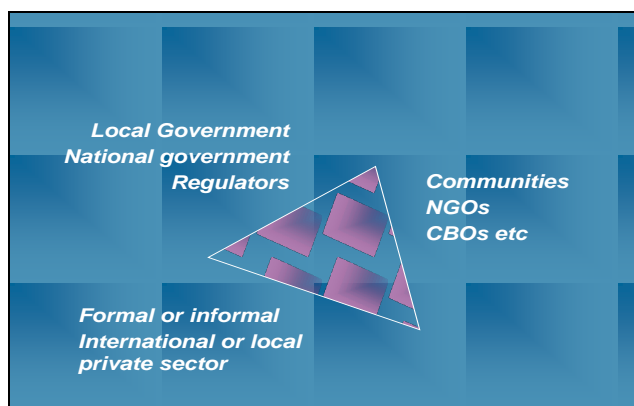 Local Government
National government
Regulators
Communities
NGOs
CBOs etc
Formal or informal
International or local
private sector